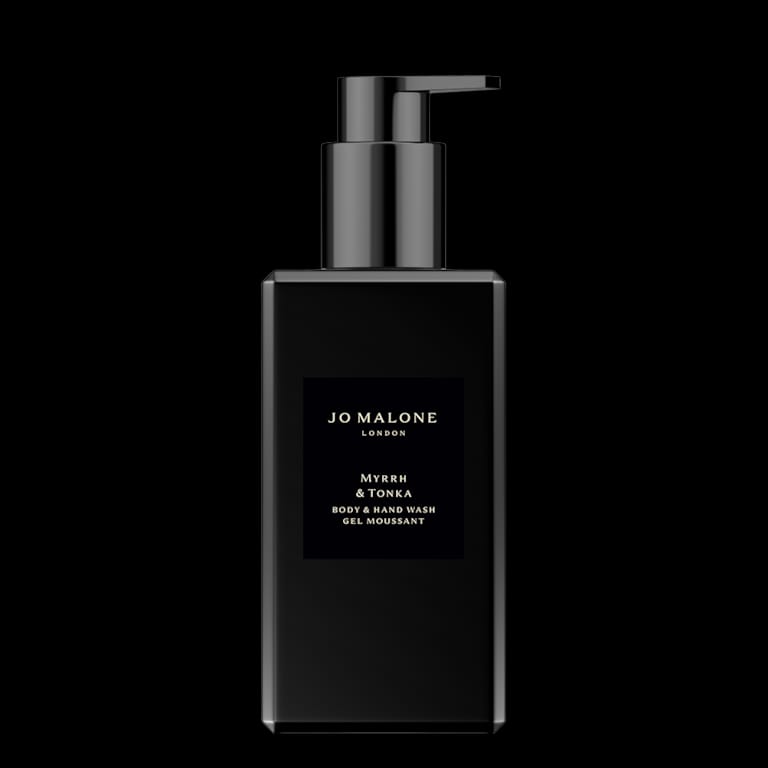 JO MALONE
LONDON
MYRRH
& TONKA
BODY & HAND WASH
GEL MOUSSANT